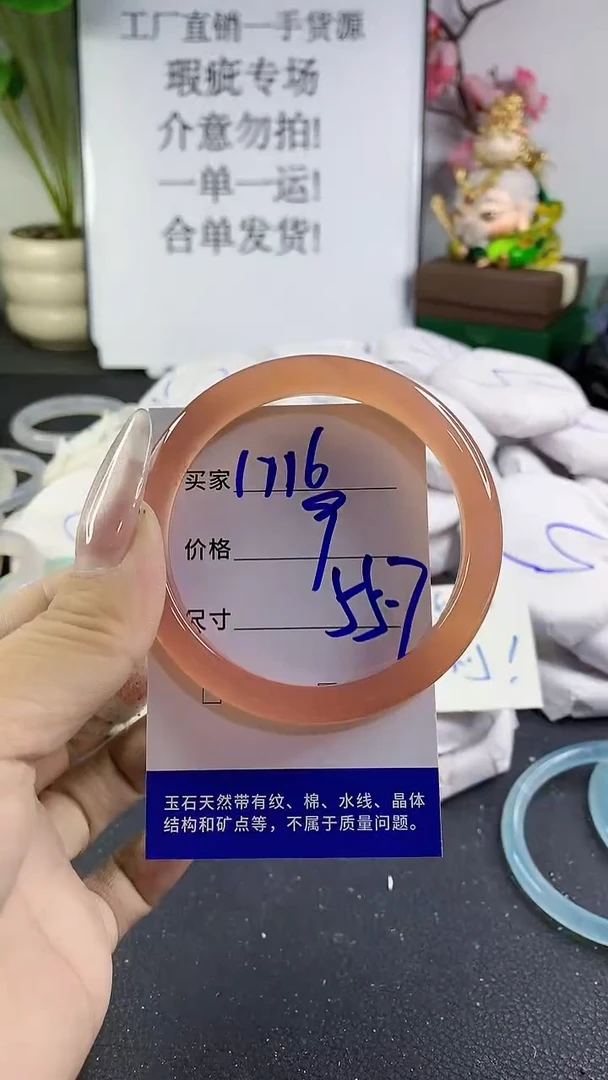 工厂直销一手货源
瑕疵专场
介意勿拍!
一单一运!
合单发货!
买家 1716
号
价格
尺寸 55.7
玉石天然带有纹、棉、水线、晶体
结构和矿点等，不属于质量问题。